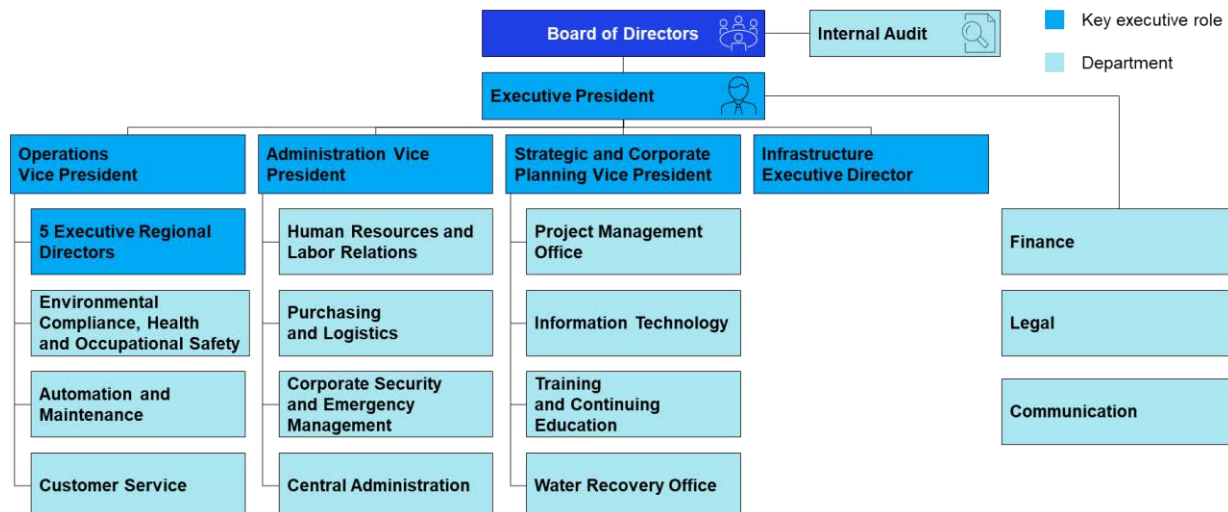 Board of Directors
Internal Audit
Key executive role
Department
Executive President
Operations
Vice President
Administration Vice
President
Strategic and Corporate
Planning Vice President
Infrastructure
Executive Director
5 Executive Regional
Directors
Human Resources and
Labor Relations
Project Management
Office
Finance
Environmental
Compliance, Health
and Occupational Safety
Purchasing
and Logistics
Information Technology
Legal
Automation and
Maintenance
Corporate Security
and Emergency
Management
Training
and Continuing
Education
Communication
Customer Service
Central Administration
Water Recovery Office